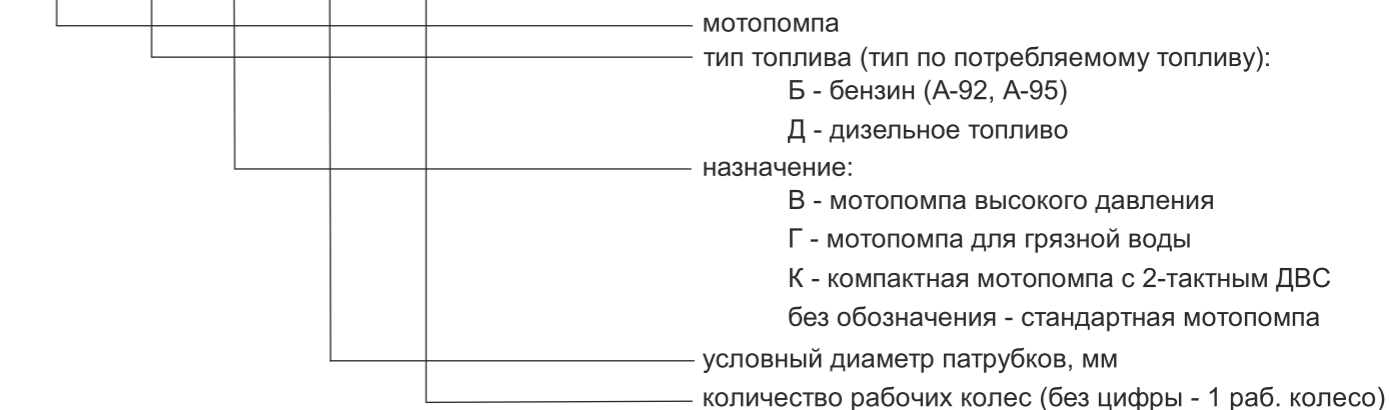 мотопомпа
тип топлива (тип по потребляемому топливу):
Б - бензин (А-92, А-95)
Д - дизельное топливо
назначение:
В - мотопомпа высокого давления
Г - мотопомпа для грязной воды
К - компактная мотопомпа с 2-тактным ДВС
без обозначения - стандартная мотопомпа
условный диаметр патрубков, мм
количество рабочих колес (без цифры - 1 раб. колесо)